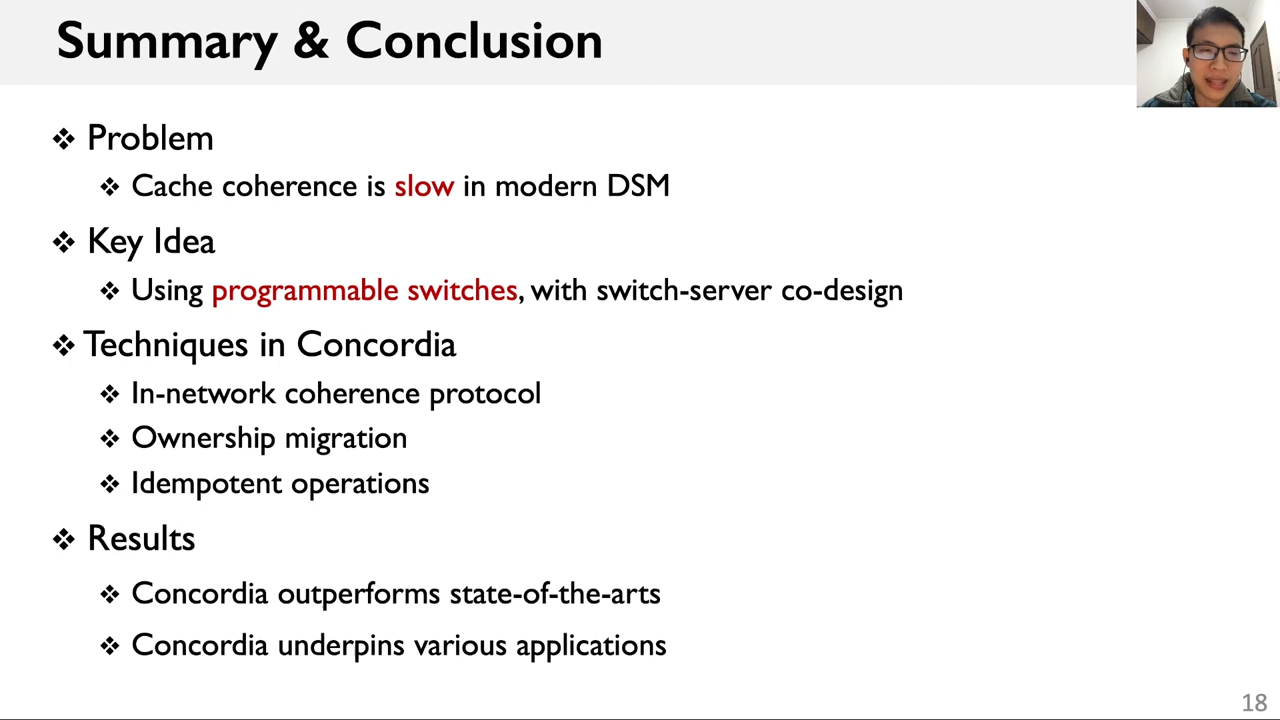 Summary & Conclusion
❖ Problem
❖ Cache coherence is slow in modern DSM
❖ Key Idea
❖ Using programmable switches, with switch-server co-design
❖ Techniques in Concordia
❖ In-network coherence protocol
❖ Ownership migration
❖ Idempotent operations
❖ Results
❖ Concordia outperforms state-of-the-arts
❖ Concordia underpins various applications
18